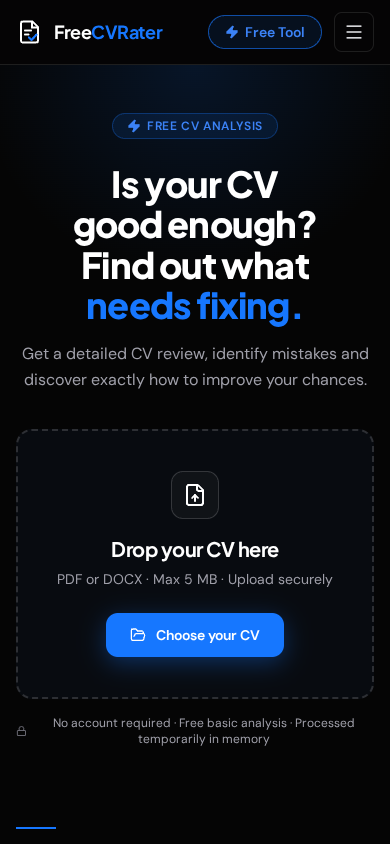 FreeCVRater
Free Tool
FREE CV ANALYSIS
Is your CV
good enough?
Find out what
needs fixing.
Get a detailed CV review, identify mistakes and
discover exactly how to improve your chances.
Drop your CV here
PDF or DOCX · Max 5 MB · Upload securely
Choose your CV
No account required · Free basic analysis · Processed
temporarily in memory